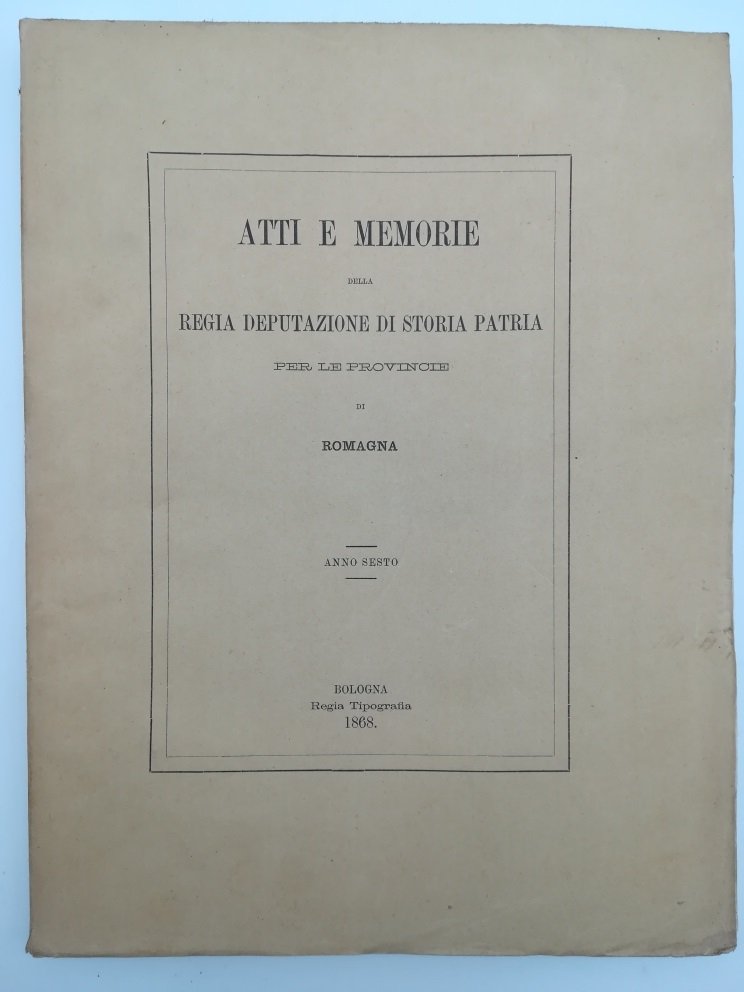 ATTI E MEMORIE
DELLA
REGIA DEPUTAZIONE DI STORIA PATRIA
PER LE PROVINCIE
DI
ROMAGNA
ANNO SESTO
BOLOGNA
Regia Tipografia
1868.